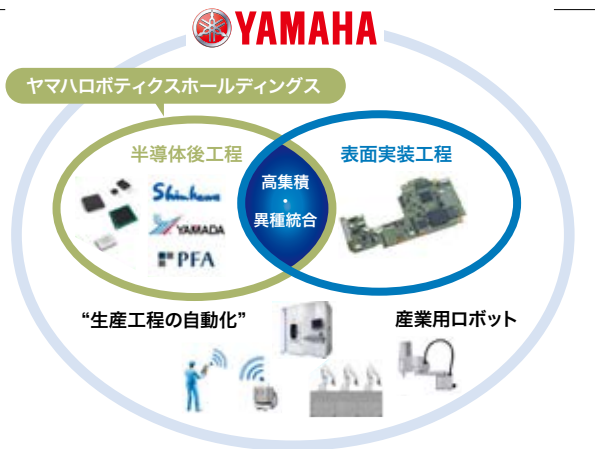 YAMAHA
ヤマハロボティクスホールディングス
半導体後工程
表面実装工程
Shinkawa
YAMADA
PFA
高集積
・
異種統合
“生産工程の自動化”
産業用ロボット